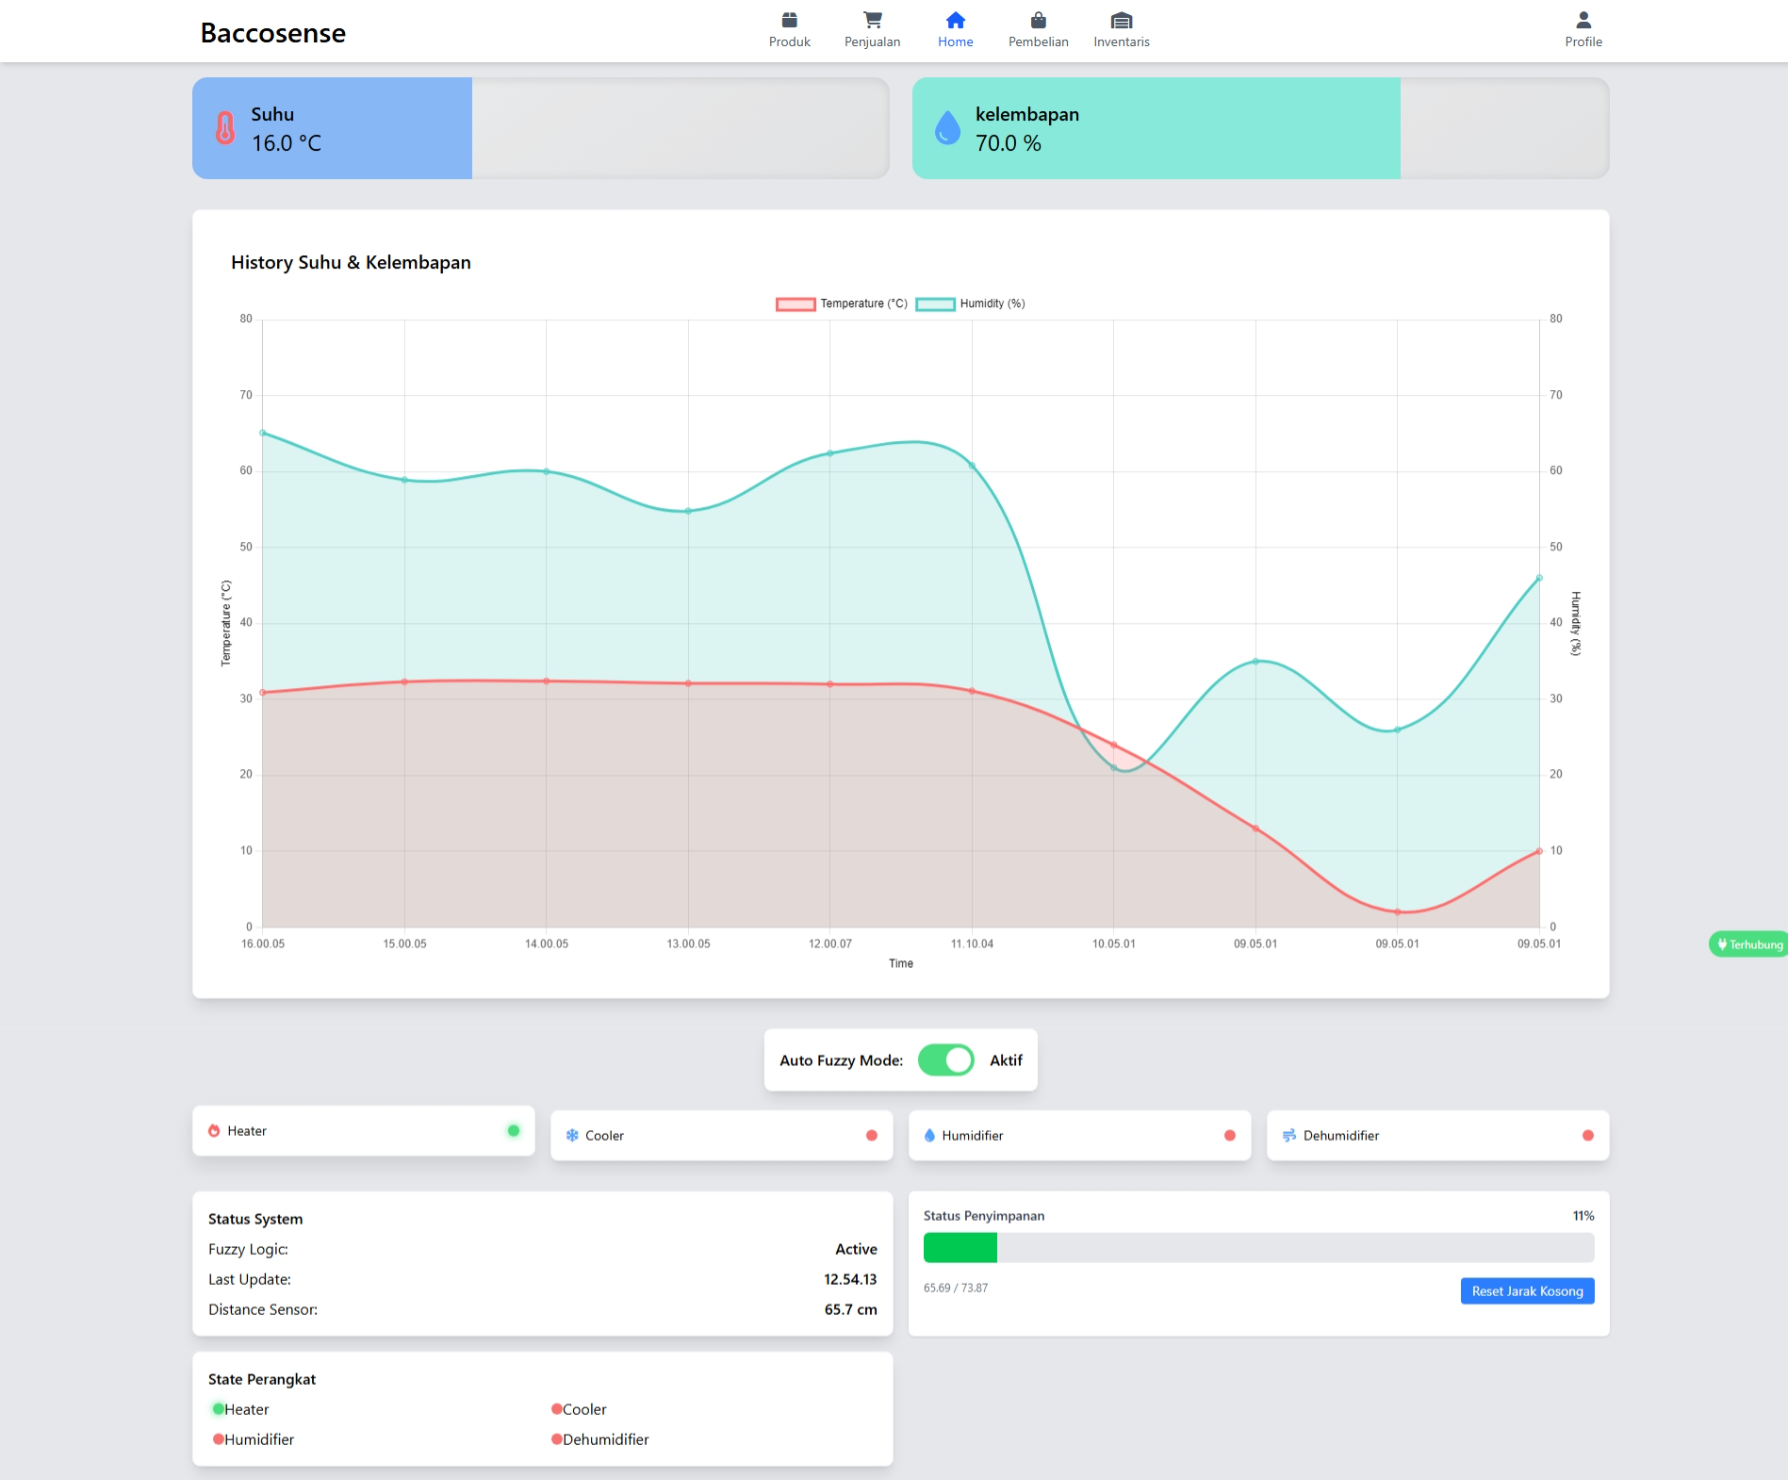 Baccosense
Produk
Penjualan
Home
Pembelian
Inventaris
Profile
Suhu
16.0 °C
kelembapan
70.0 %
History Suhu & Kelembapan
Temperature (°C)
Humidity (%)
80
70
60
50
40
30
20
10
0
Temperature (°C)
80
70
60
50
40
30
20
10
0
Humidity (%)
16.00.05
15.00.05
14.00.05
13.00.05
12.00.07
11.10.04
10.05.01
09.05.01
09.05.01
09.05.01
Time
Terhubung
Auto Fuzzy Mode:
Aktif
Heater
Cooler
Humidifier
Dehumidifier
Status System
Fuzzy Logic:
Active
Last Update:
12.54.13
Distance Sensor:
65.7 cm
Status Penyimpanan
11%
65.69 / 73.87
Reset Jarak Kosong
State Perangkat
Heater
Cooler
Humidifier
Dehumidifier